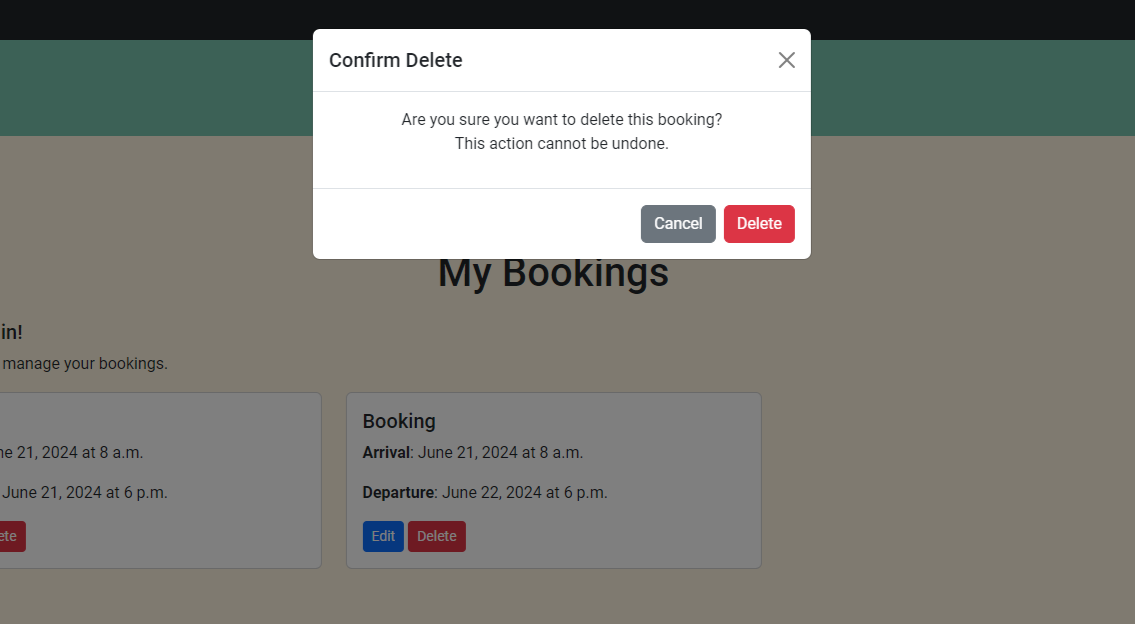 Confirm Delete
Are you sure you want to delete this booking?
This action cannot be undone.
Cancel Delete
My Bookings
in!
manage your bookings.
Booking
21, 2024 at 8 a.m.
Arrival: June 21, 2024 at 8 a.m.
June 21, 2024 at 6 p.m.
Departure: June 22, 2024 at 6 p.m.
Edit Delete